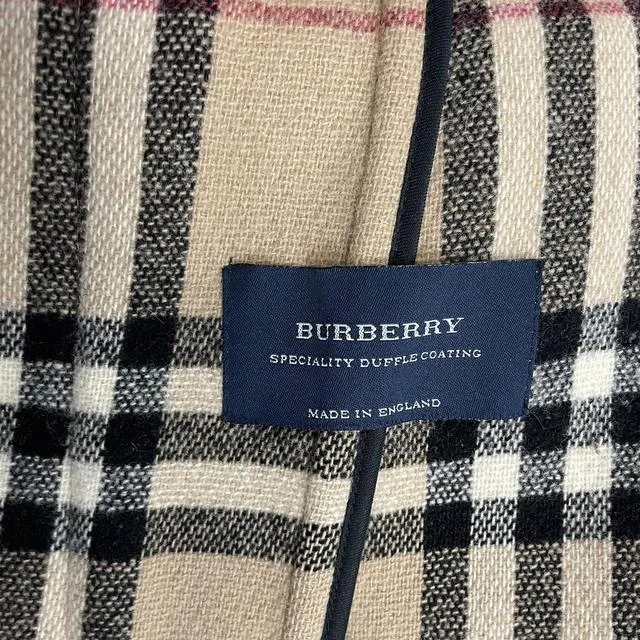 BURBERRY
SPECIALITY DUFFLE COATING
MADE IN ENGLAND